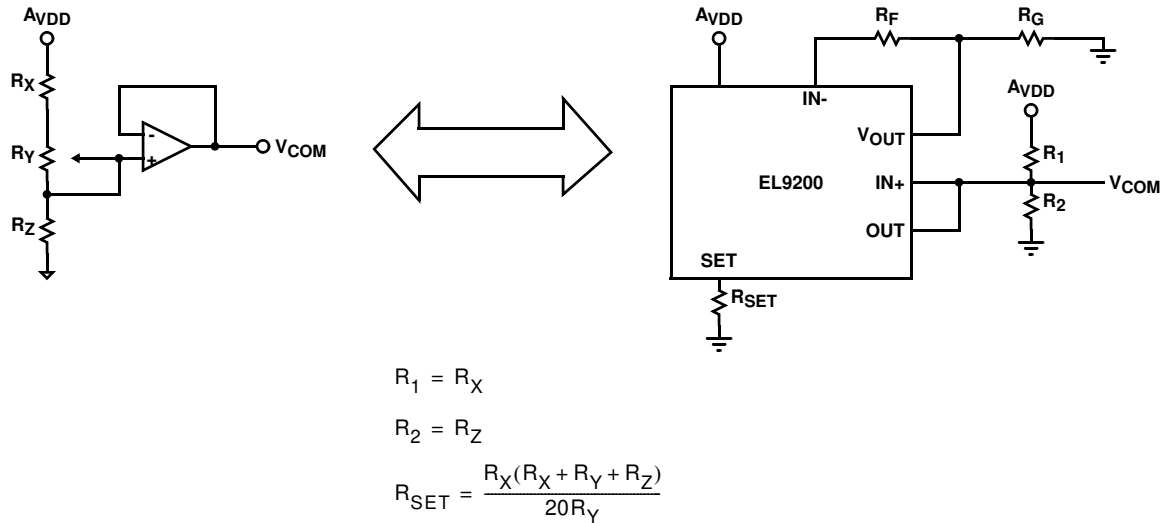 AVDD
RX
RY
RZ
-
+
VCOM
AVDD
RF
RG
IN-
AVDD
VOUT
R1
EL9200
IN+
VCOM
R2
OUT
SET
RSET
R1 = RX
R2 = RZ
RSET = RX(RX + RY + RZ) / 20RY